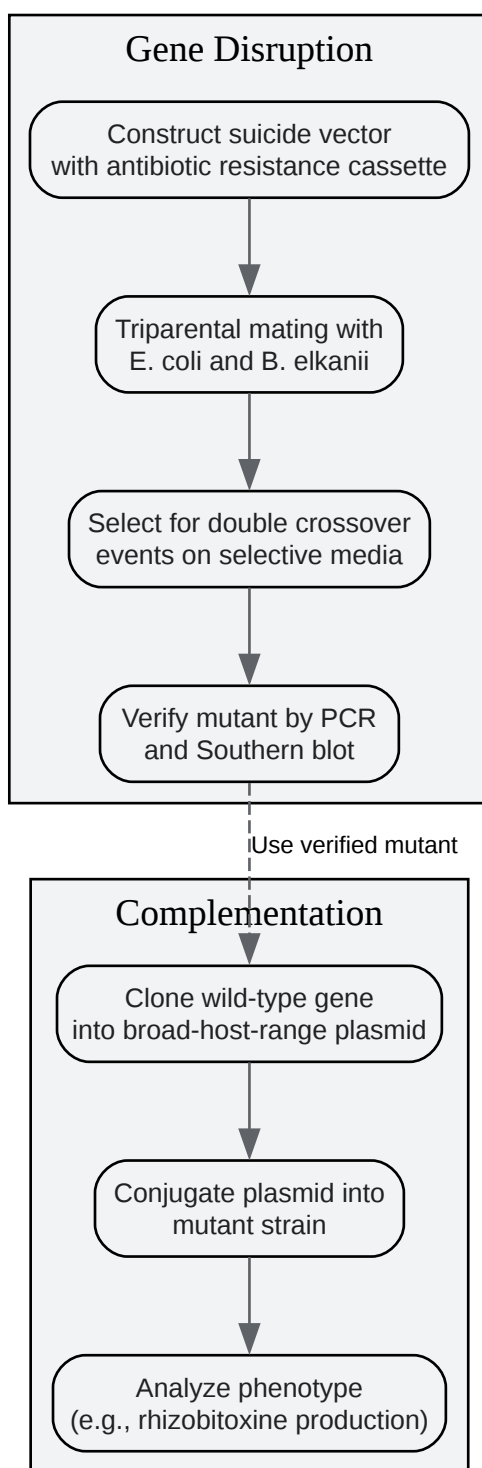 Gene Disruption
Construct suicide vector
with antibiotic resistance cassette
Triparental mating with
E. coli and B. elkanii
Select for double crossover
events on selective media
Verify mutant by PCR
and Southern blot
Use verified mutant
Complementation
Clone wild-type gene
into broad-host-range plasmid
Conjugate plasmid into
mutant strain
Analyze phenotype
(e.g., rhizobitoxine production)